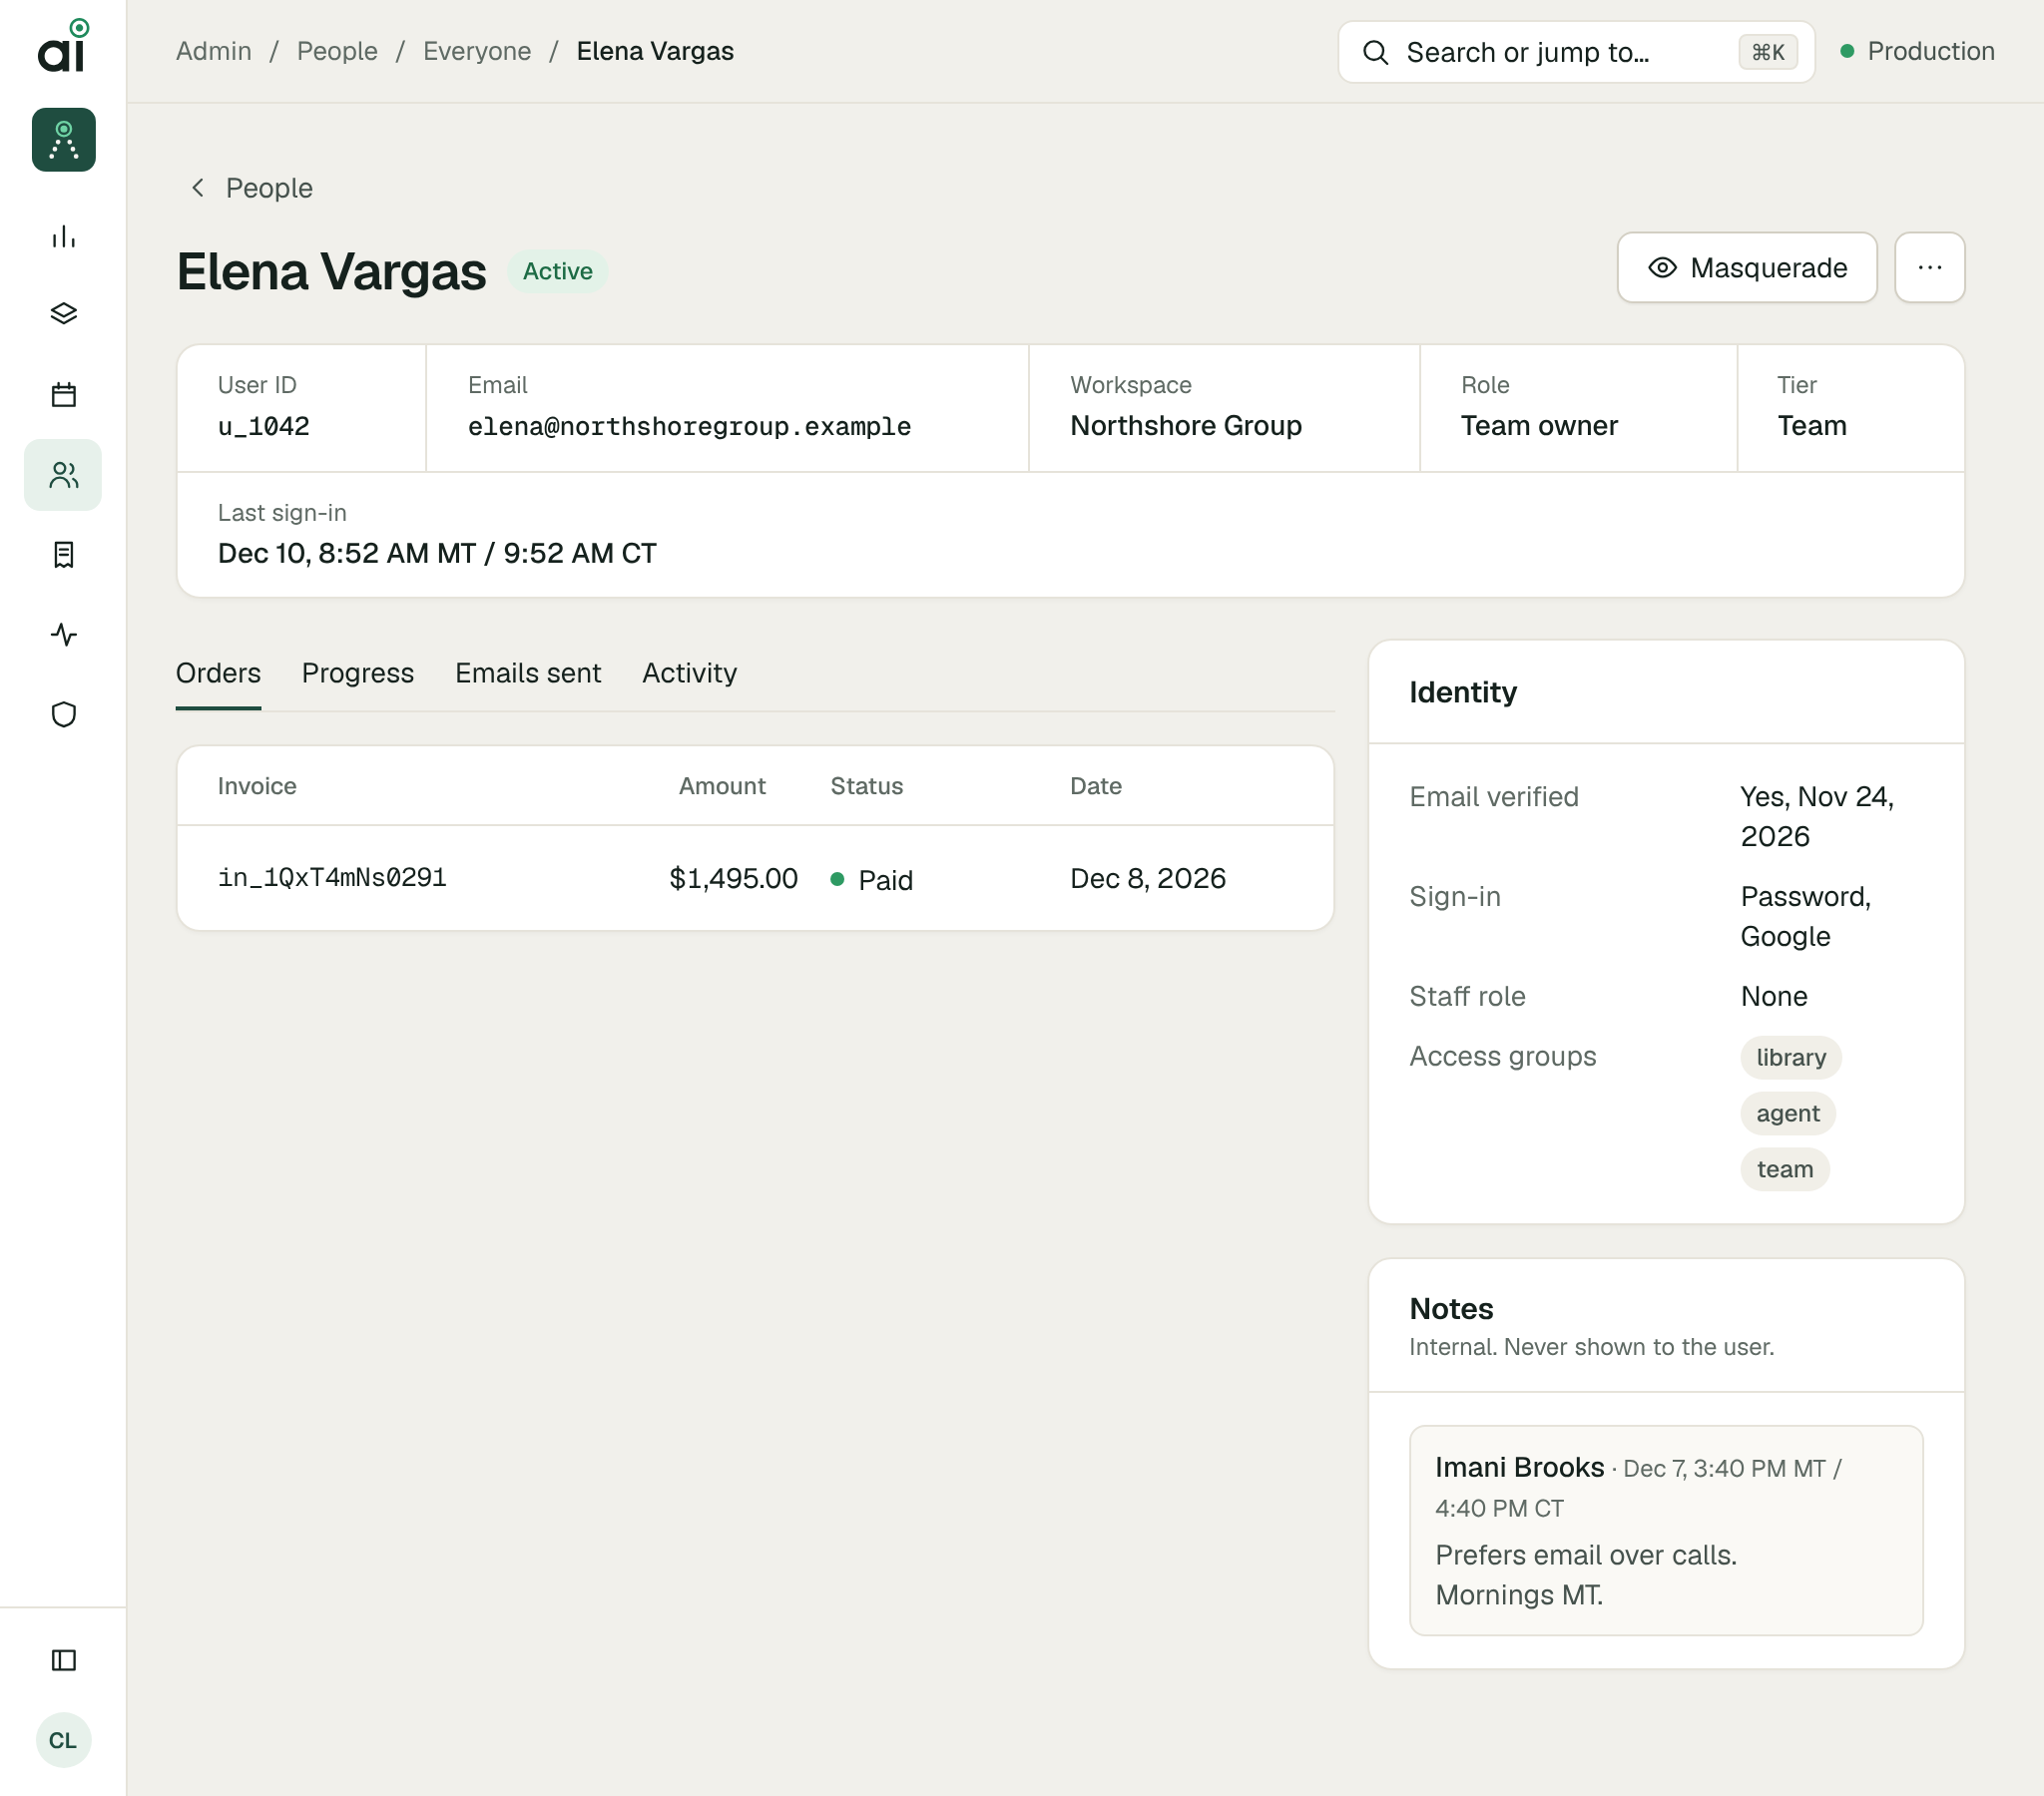 ai
Admin / People / Everyone / Elena Vargas
Search or jump to...
⌘K
Production
People
Elena Vargas
Active
Masquerade
User ID
u_1042
Email
elena@northshoregroup.example
Workspace
Northshore Group
Role
Team owner
Tier
Team
Last sign-in
Dec 10, 8:52 AM MT / 9:52 AM CT
Orders
Progress
Emails sent
Activity
Invoice
Amount
Status
Date
in_1QxT4mNs0291
$1,495.00
Paid
Dec 8, 2026
Identity
Email verified
Yes, Nov 24,
2026
Sign-in
Password,
Google
Staff role
None
Access groups
library
agent
team
Notes
Internal. Never shown to the user.
Imani Brooks · Dec 7, 3:40 PM MT /
4:40 PM CT
Prefers email over calls.
Mornings MT.
CL